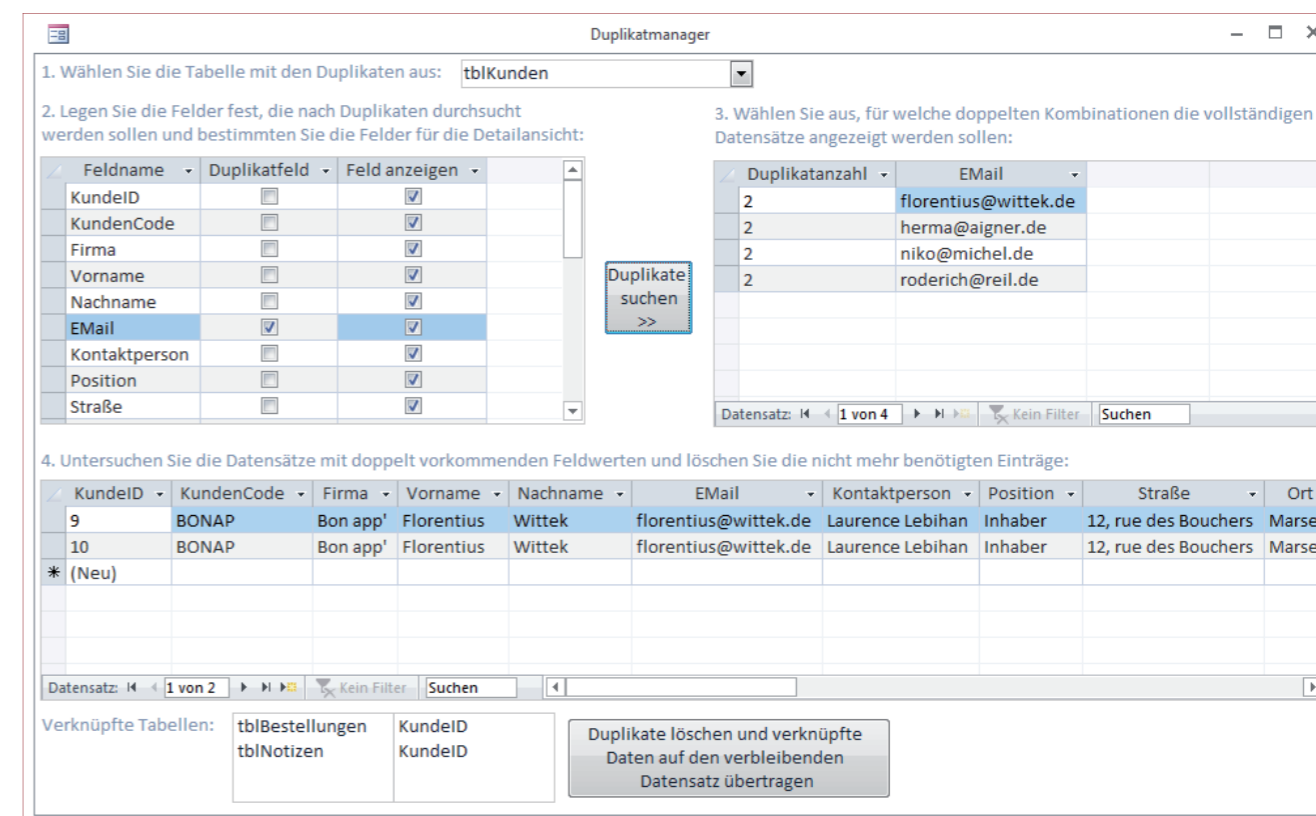 Duplikatmanager
1. Wählen Sie die Tabelle mit den Duplikaten aus: tblKunden
2. Legen Sie die Felder fest, die nach Duplikaten durchsucht
werden sollen und bestimmten Sie die Felder für die Detailansicht:
Feldname Duplikatfeld Feld anzeigen
KundeID
KundenCode
Firma
Vorname
Nachname
EMail
Kontaktperson
Position
Straße
Duplikate
suchen
>>
3. Wählen Sie aus, für welche doppelten Kombinationen die vollständigen
Datensätze angezeigt werden sollen:
Duplikatanzahl EMail
2 florentius@wittek.de
2 herma@aigner.de
2 niko@michel.de
2 roderich@reil.de
Datensatz: 1 von 4 Kein Filter Suchen
4. Untersuchen Sie die Datensätze mit doppelt vorkommenden Feldwerten und löschen Sie die nicht mehr benötigten Einträge:
KundeID KundenCode Firma Vorname Nachname EMail Kontaktperson Position Straße Ort
9 BONAP Bon app' Florentius Wittek florentius@wittek.de Laurence Lebihan Inhaber 12, rue des Bouchers Marse
10 BONAP Bon app' Florentius Wittek florentius@wittek.de Laurence Lebihan Inhaber 12, rue des Bouchers Marse
(Neu)
Datensatz: 1 von 2 Kein Filter Suchen
Verknüpfte Tabellen: tblBestellungen KundeID
tblNotizen KundeID
Duplikate löschen und verknüpfte
Daten auf den verbleibenden
Datensatz übertragen